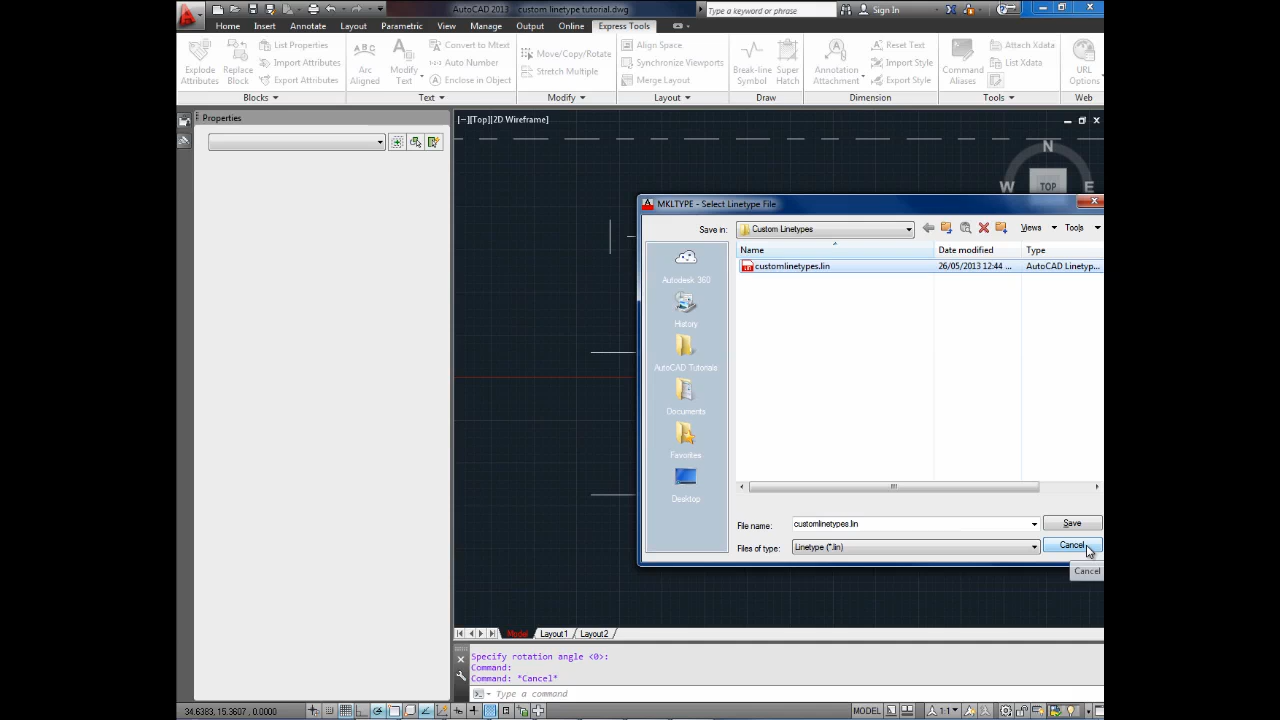 AutoCAD 2013 custom linetype tutorial.dwg
Type a keyword or phrase
Sign In
Home Insert Annotate Layout Parametric View Manage Output Online Express Tools
Explode Attributes
Replace Block
List Properties
Import Attributes
Export Attributes
Blocks
Arc Aligned
Modify Text
Convert to Mtext
Auto Number
Enclose in Object
Text
Move/Copy/Rotate
Stretch Multiple
Modify
Align Space
Synchronize Viewports
Merge Layout
Layout
Break-line Symbol
Super Hatch
Draw
Annotation Attachment
Reset Text
Import Style
Export Style
Dimension
Command Aliases
Attach Xdata
List Xdata
Tools
URL Options
Web
Properties
[−][Top][2D Wireframe]
N
W
TOP
E
MKLTYPE - Select Linetype File
Save in: Custom Linetypes
Views Tools
Name Date modified Type
customlinetypes.lin 26/05/2013 12:44 ... AutoCAD Linetyp...
Autodesk 360
History
AutoCAD Tutorials
Documents
Favorites
Desktop
File name: customlinetypes.lin Save
Files of type: Linetype (*.lin) Cancel
Cancel
Model Layout1 Layout2
Specify rotation angle <0>:
Command:
Command: *Cancel*
Type a command
34.6383, 15.3607, 0.0000
MODEL
1:1